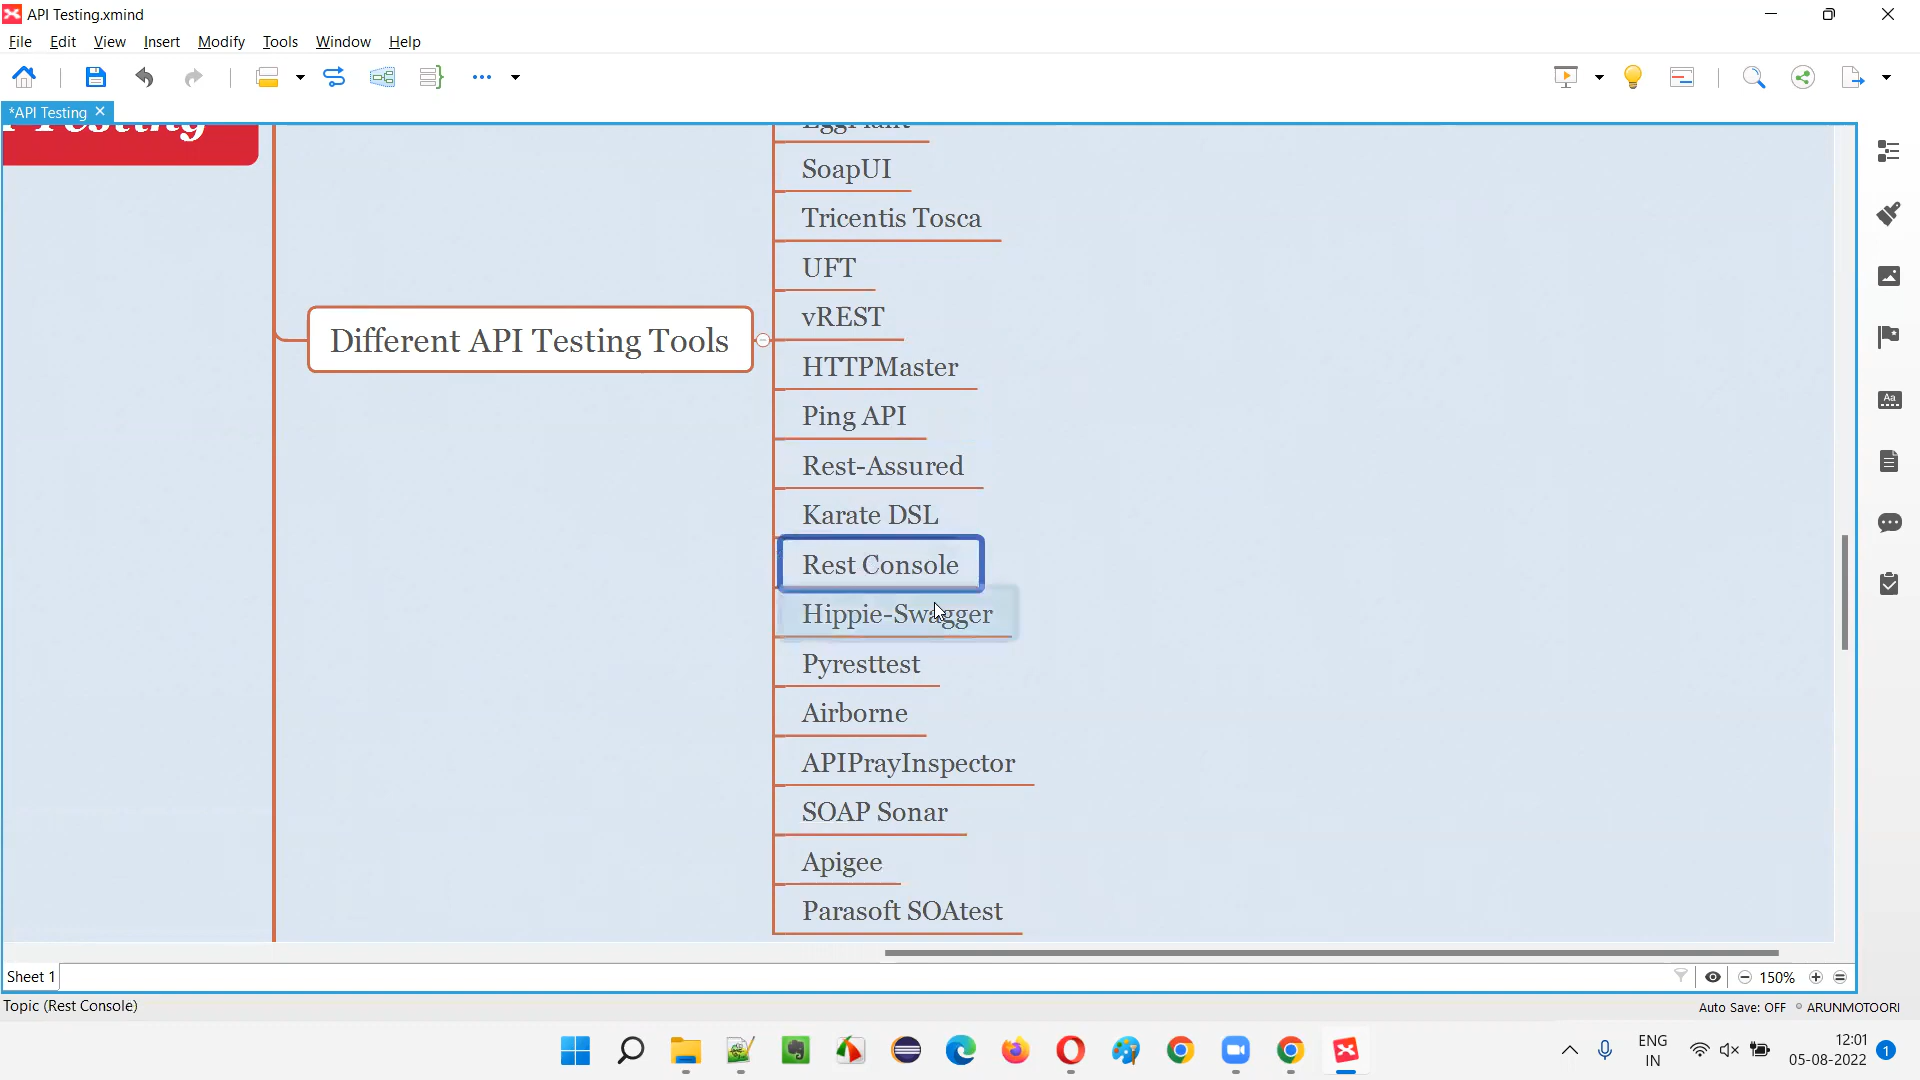 API Testing.xmind
File Edit View Insert Modify Tools Window Help
*API Testing
Testing
EggPlant
SoapUI
Tricentis Tosca
UFT
Different API Testing Tools
vREST
HTTPMaster
Ping API
Rest-Assured
Karate DSL
Rest Console
Hippie-Swagger
Pyresttest
Airborne
APIPrayInspector
SOAP Sonar
Apigee
Parasoft SOAtest
Sheet 1
150%
Topic (Rest Console)
Auto Save: OFF ARUNMOTOORI
ENG
IN
12:01
05-08-2022
1
Aa